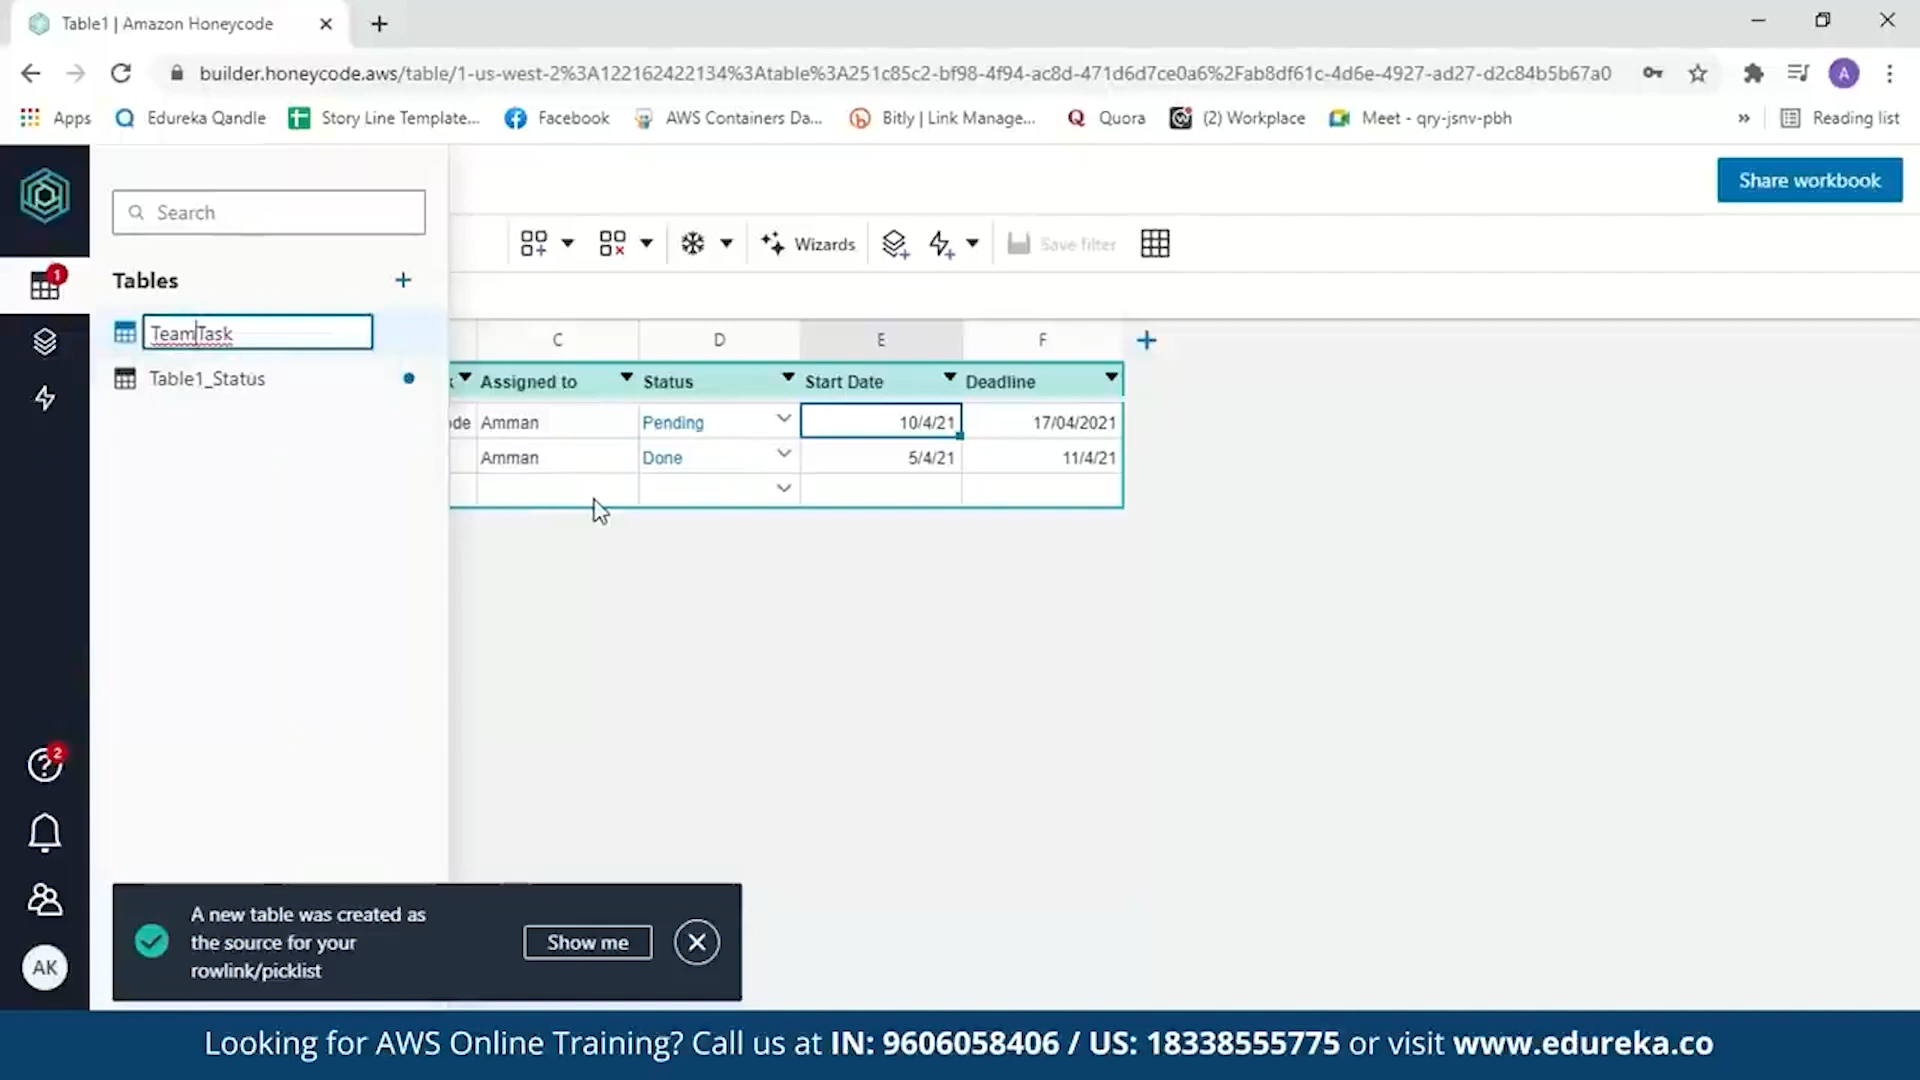 Table1 | Amazon Honeycode
builder.honeycode.aws/table/1-us-west-2%3A122162422134%3Atable%3A251c85c2-bf98-4f94-ac8d-471d6d7ce0a6%2Fab8df61c-4d6e-4927-ad27-d2c84b5b67a0
A
Apps Edureka Qandle Story Line Template... Facebook AWS Containers Da... Bitly | Link Manage... Quora (2) Workplace Meet - qry-jsnv-pbh » Reading list
Share workbook
Search
Wizards Save filter
1
Tables
TeamTask
Table1_Status
C D E F
k Assigned to Status Start Date Deadline
ode Amman Pending 10/4/21 17/04/2021
Amman Done 5/4/21 11/4/21
2
AK
A new table was created as
the source for your
rowlink/picklist
Show me
Looking for AWS Online Training? Call us at IN: 9606058406 / US: 18338555775 or visit www.edureka.co